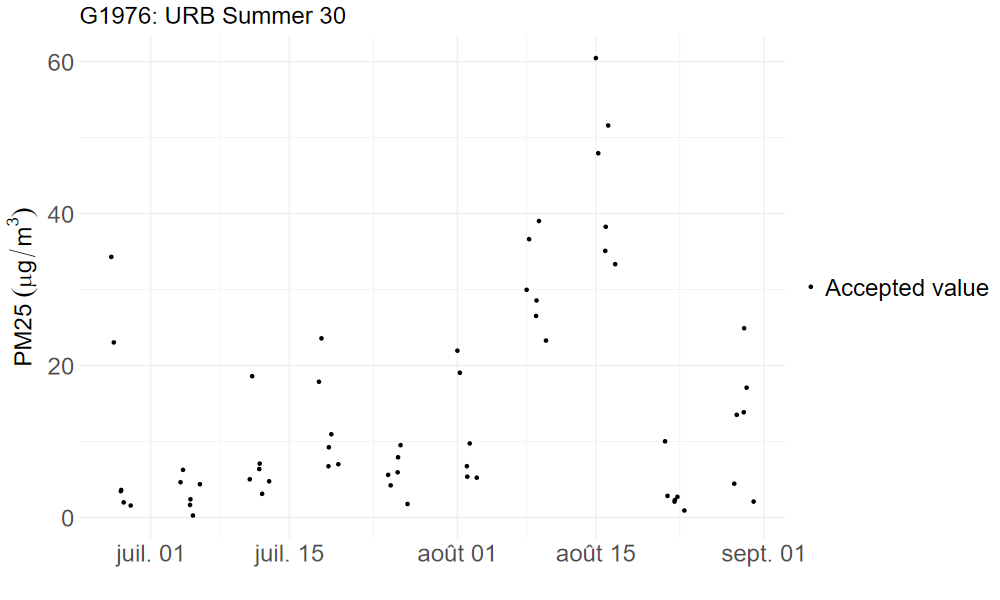 G1976: URB Summer 30
60
40
20
0
PM25 (μg/m³)
juil. 01
juil. 15
août 01
août 15
sept. 01
Accepted value